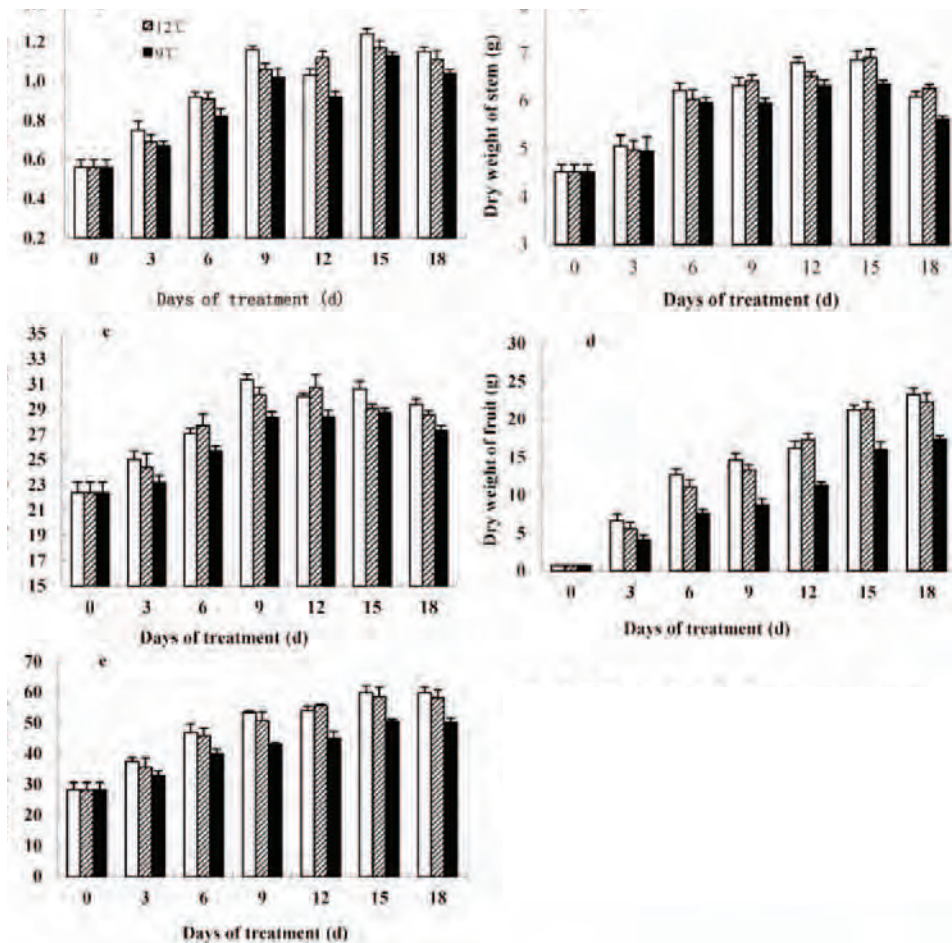 12℃
9℃
1.2
1.0
0.8
0.6
0.4
0.2
0 3 6 9 12 15 18
Days of treatment (d)
Dry weight of stem (g)
7
6
5
4
3
0 3 6 9 12 15 18
Days of treatment (d)
c
35
33
31
29
27
25
23
21
19
17
15
0 3 6 9 12 15 18
Days of treatment (d)
d
Dry weight of fruit (g)
30
25
20
15
10
5
0
0 3 6 9 12 15 18
Days of treatment (d)
e
70
60
50
40
30
20
10
0
0 3 6 9 12 15 18
Days of treatment (d)